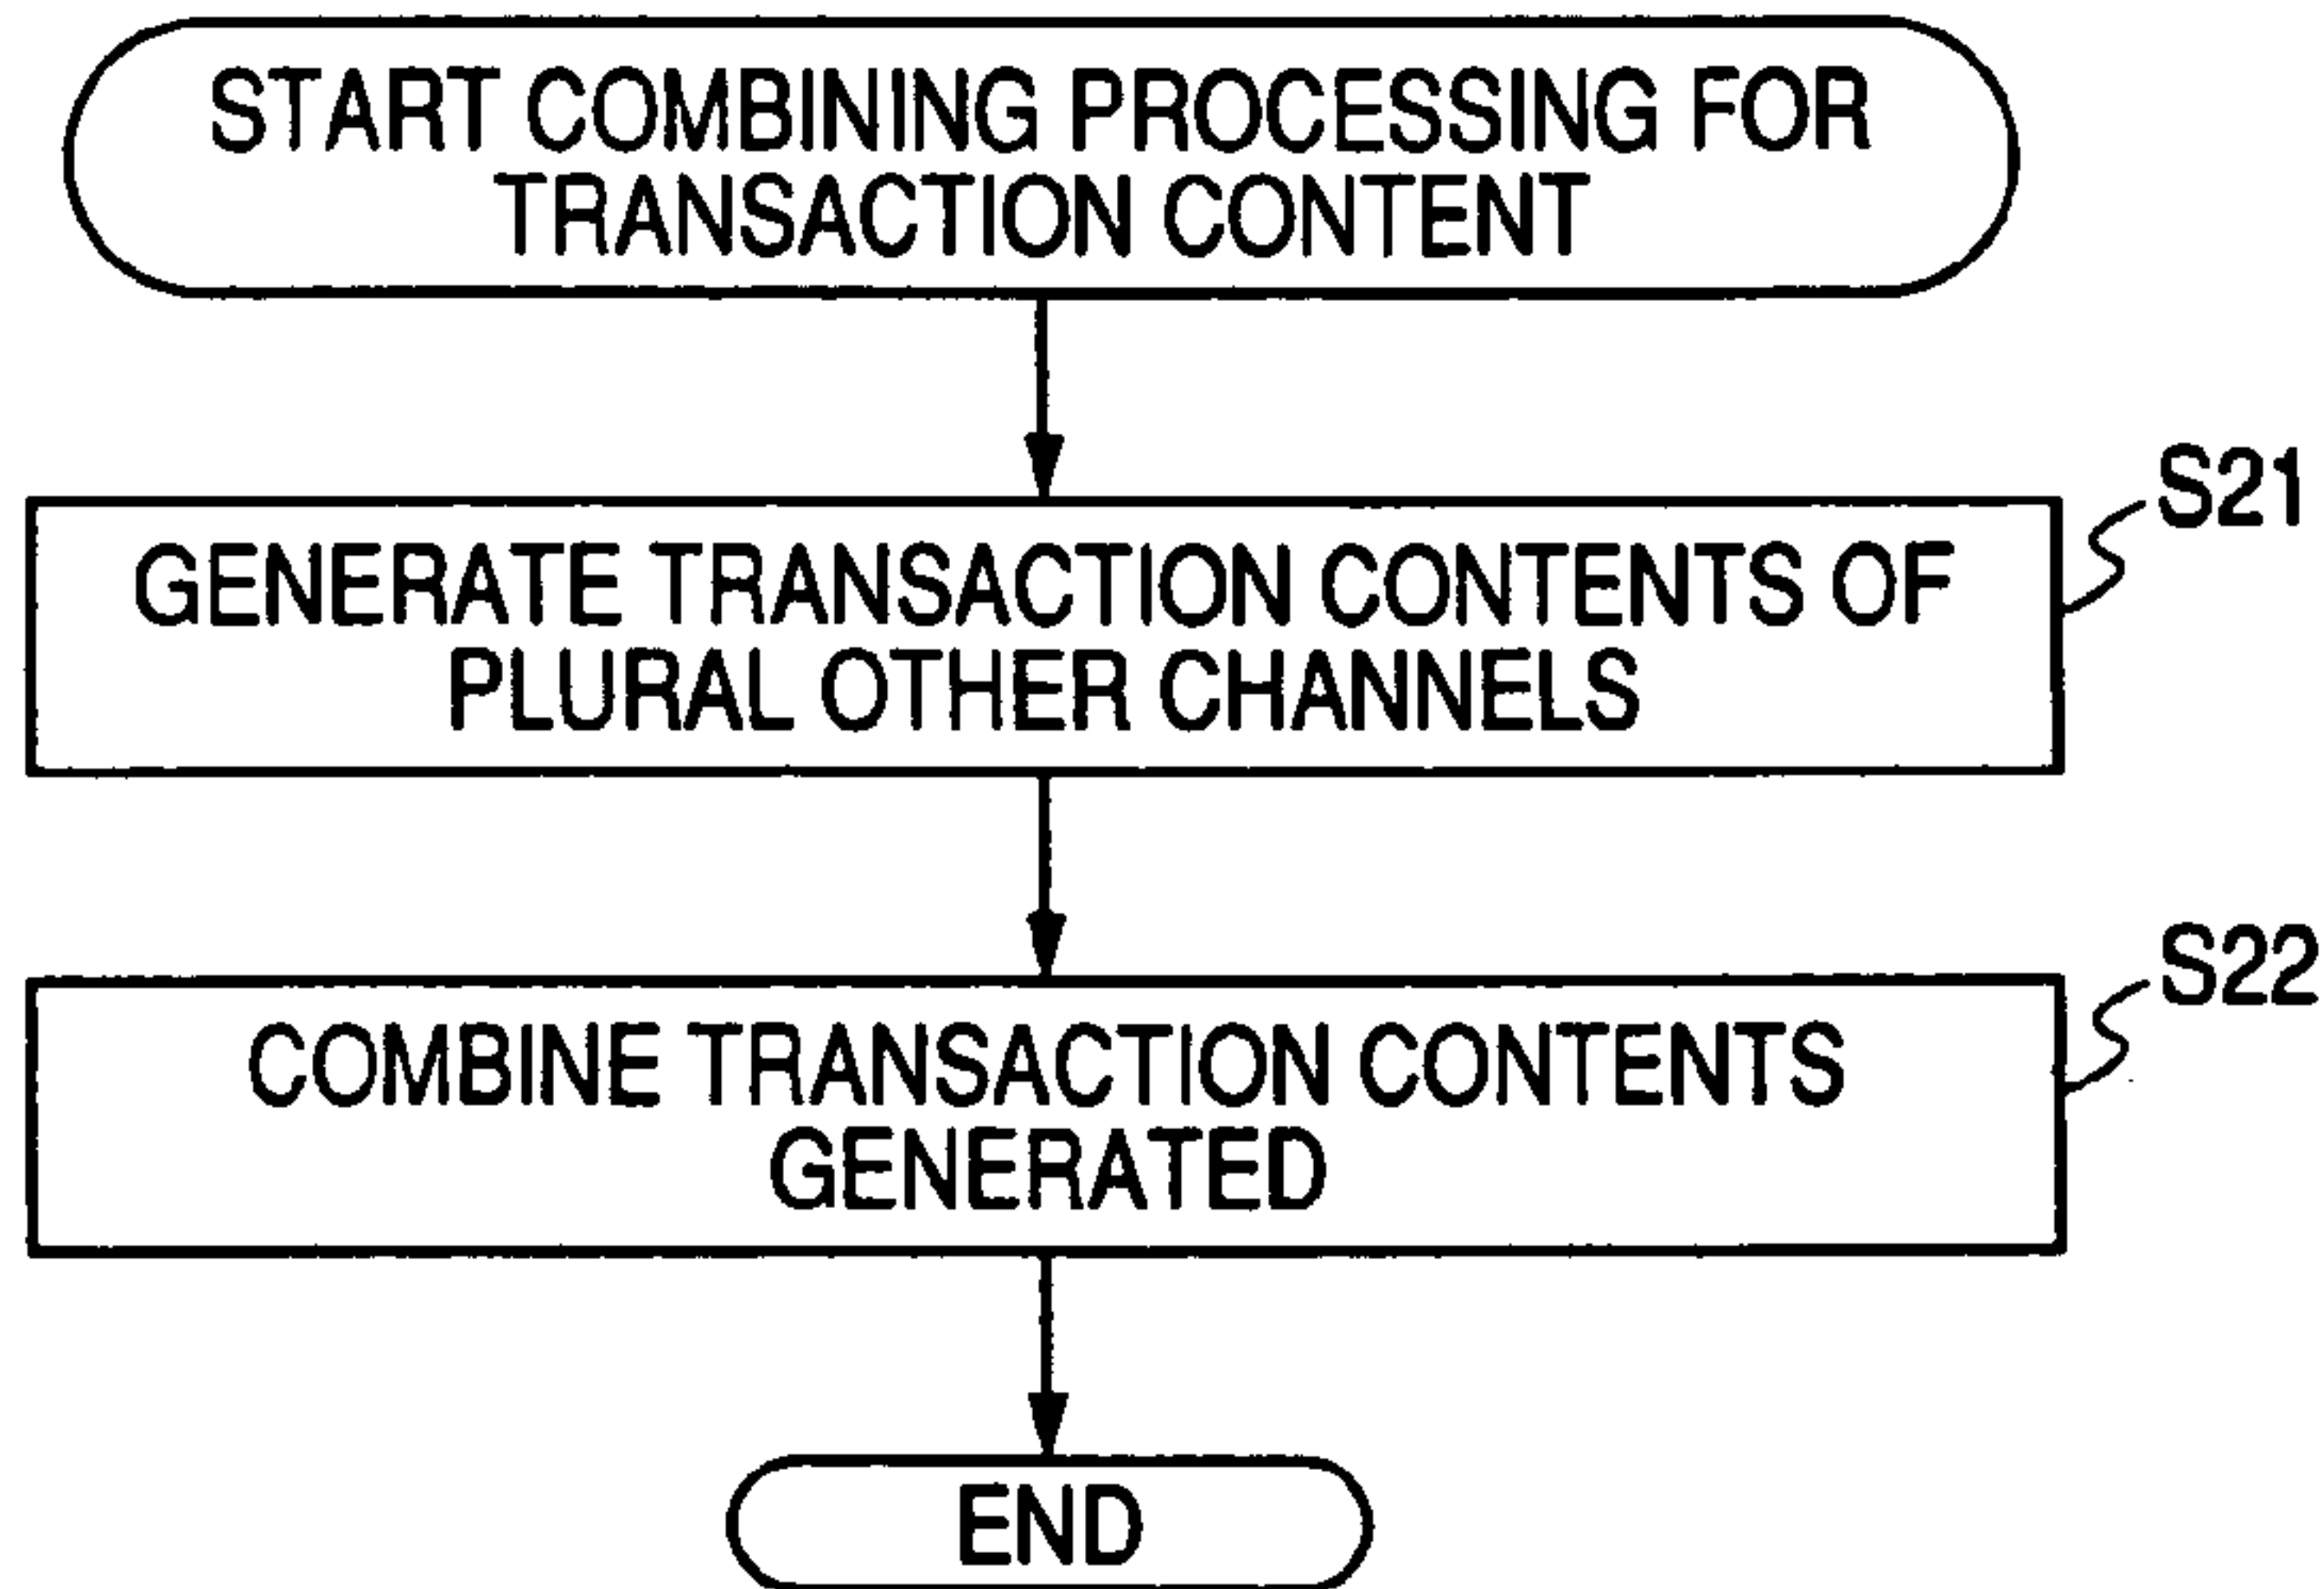 START COMBINING PROCESSING FOR
TRANSACTION CONTENT
S21
GENERATE TRANSACTION CONTENTS OF
PLURAL OTHER CHANNELS
S22
COMBINE TRANSACTION CONTENTS
GENERATED
END